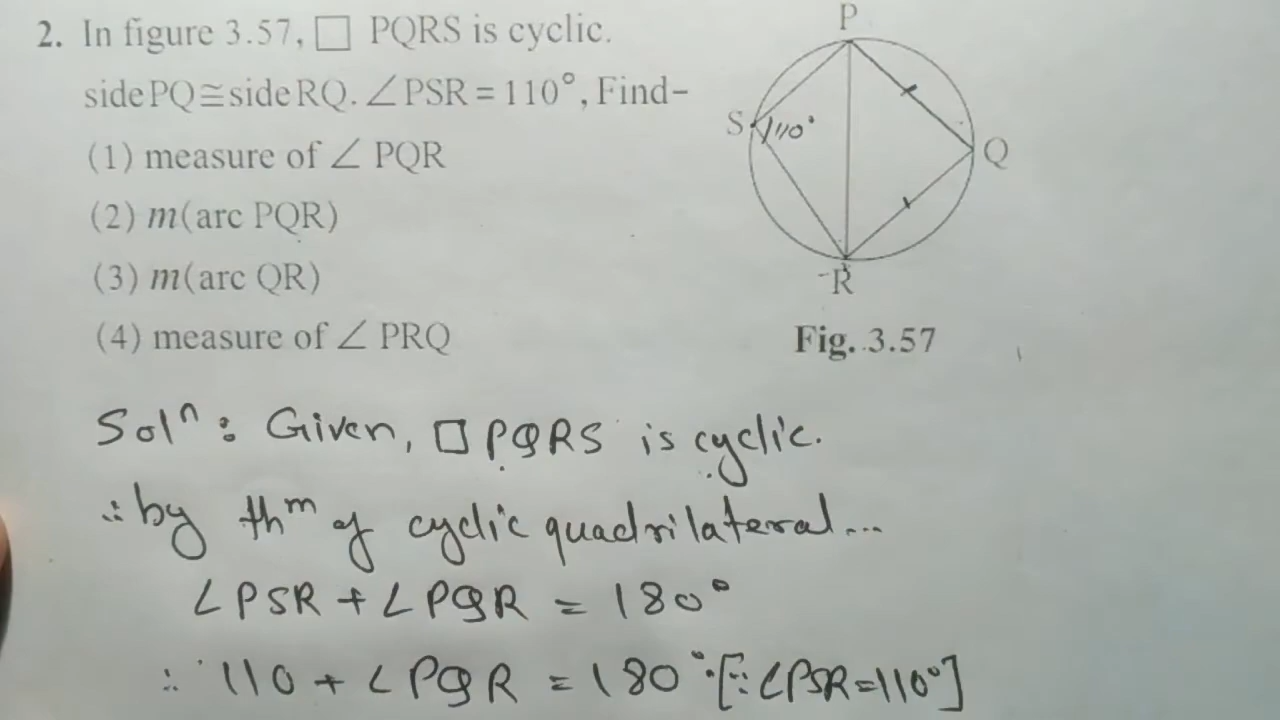 2. In figure 3.57, □ PQRS is cyclic.
side PQ ≅ side RQ. ∠PSR = 110°, Find-
(1) measure of ∠ PQR
(2) m(arc PQR)
(3) m(arc QR)
(4) measure of ∠ PRQ
P
S
110°
Q
R
Fig. 3.57
Solⁿ : Given, □ PQRS is cyclic.
∴ by thᵐ of cyclic quadrilateral...
∠PSR + ∠PQR = 180°
∴ 110 + ∠PQR = 180° [∵ ∠PSR=110°]